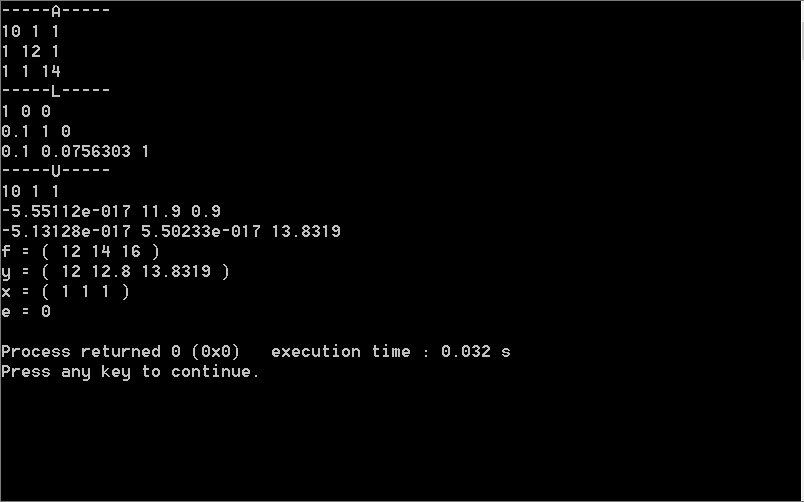 -----A-----
10 1 1
1 12 1
1 1 14
-----L-----
1 0 0
0.1 1 0
0.1 0.0756303 1
-----U-----
10 1 1
-5.55112e-017 11.9 0.9
-5.13128e-017 5.50233e-017 13.8319
f = ( 12 14 16 )
y = ( 12 12.8 13.8319 )
x = ( 1 1 1 )
e = 0
Process returned 0 (0x0)   execution time : 0.032 s
Press any key to continue.